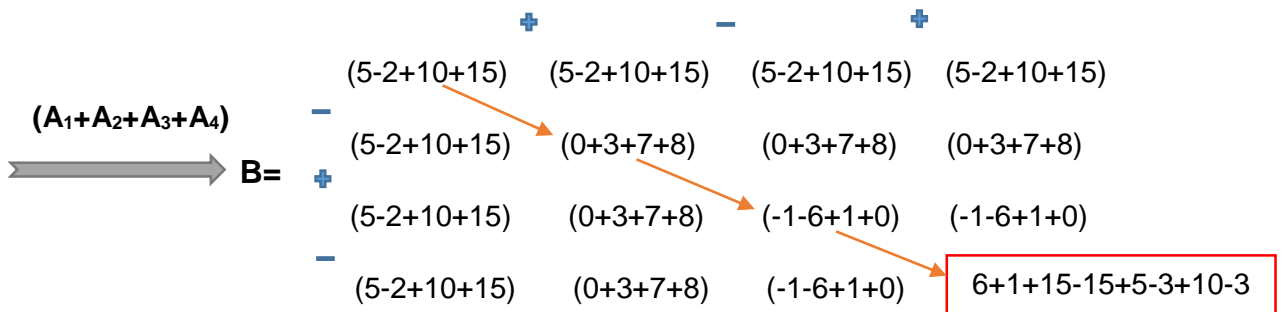 + − +
(5-2+10+15) (5-2+10+15) (5-2+10+15) (5-2+10+15)
(A₁+A₂+A₃+A₄)
−
(5-2+10+15) (0+3+7+8) (0+3+7+8) (0+3+7+8)
B=
+
(5-2+10+15) (0+3+7+8) (-1-6+1+0) (-1-6+1+0)
−
(5-2+10+15) (0+3+7+8) (-1-6+1+0) 6+1+15-15+5-3+10-3